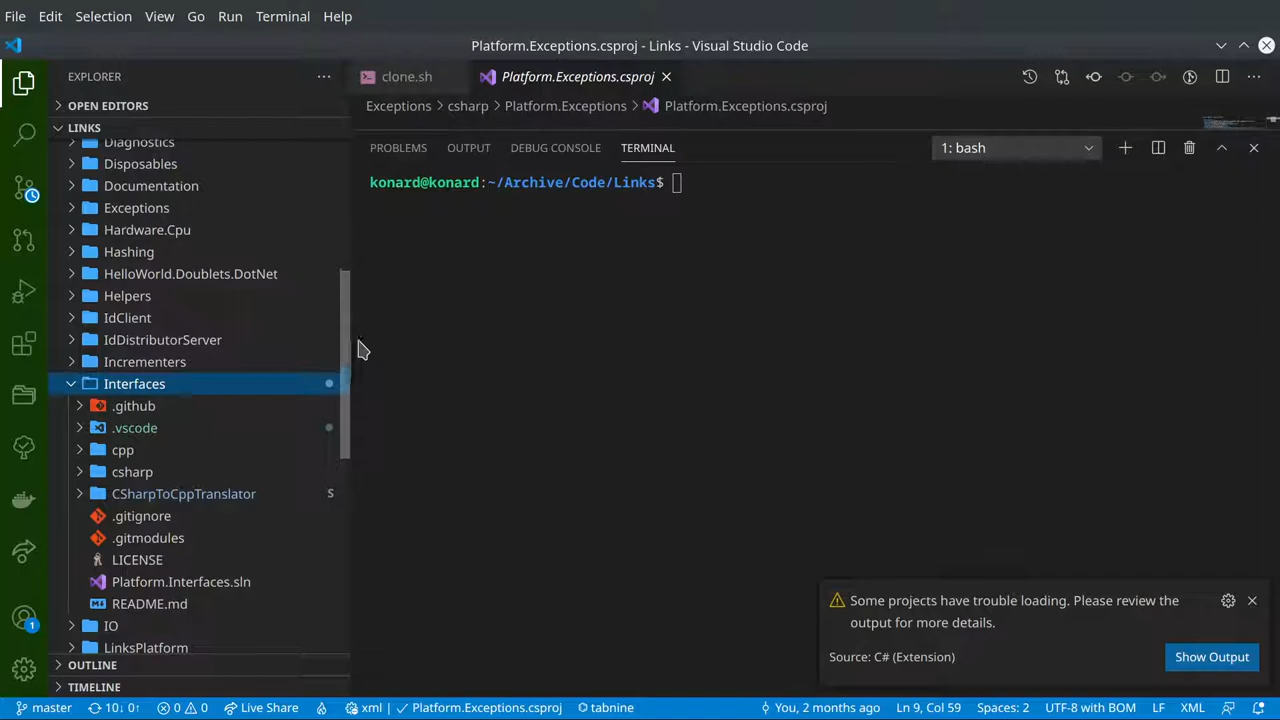 File Edit Selection View Go Run Terminal Help
Platform.Exceptions.csproj - Links - Visual Studio Code
EXPLORER
clone.sh
Platform.Exceptions.csproj
OPEN EDITORS
Exceptions csharp Platform.Exceptions Platform.Exceptions.csproj
LINKS
Diagnostics
Disposables
Documentation
Exceptions
Hardware.Cpu
Hashing
HelloWorld.Doublets.DotNet
Helpers
IdClient
IdDistributorServer
Incrementers
Interfaces
.github
.vscode
cpp
csharp
CSharpToCppTranslator S
.gitignore
.gitmodules
LICENSE
Platform.Interfaces.sln
README.md
IO
LinksPlatform
OUTLINE
TIMELINE
1
PROBLEMS OUTPUT DEBUG CONSOLE TERMINAL 1: bash
konard@konard:~/Archive/Code/Links$
Some projects have trouble loading. Please review the
output for more details.
Source: C# (Extension) Show Output
master 10↓ 0↑ 0 0 Live Share xml Platform.Exceptions.csproj tabnine You, 2 months ago Ln 9, Col 59 Spaces: 2 UTF-8 with BOM LF XML